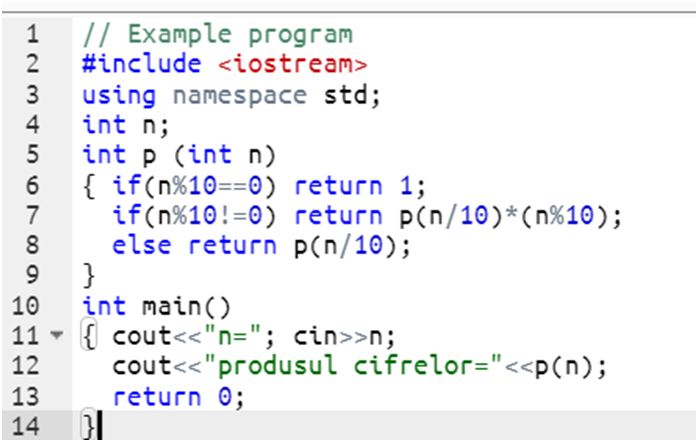 1 // Example program
2 #include <iostream>
3 using namespace std;
4 int n;
5 int p (int n)
6 { if(n%10==0) return 1;
7 if(n%10!=0) return p(n/10)*(n%10);
8 else return p(n/10);
9 }
10 int main()
11 { cout<<"n="; cin>>n;
12 cout<<"produsul cifrelor="<<p(n);
13 return 0;
14 }